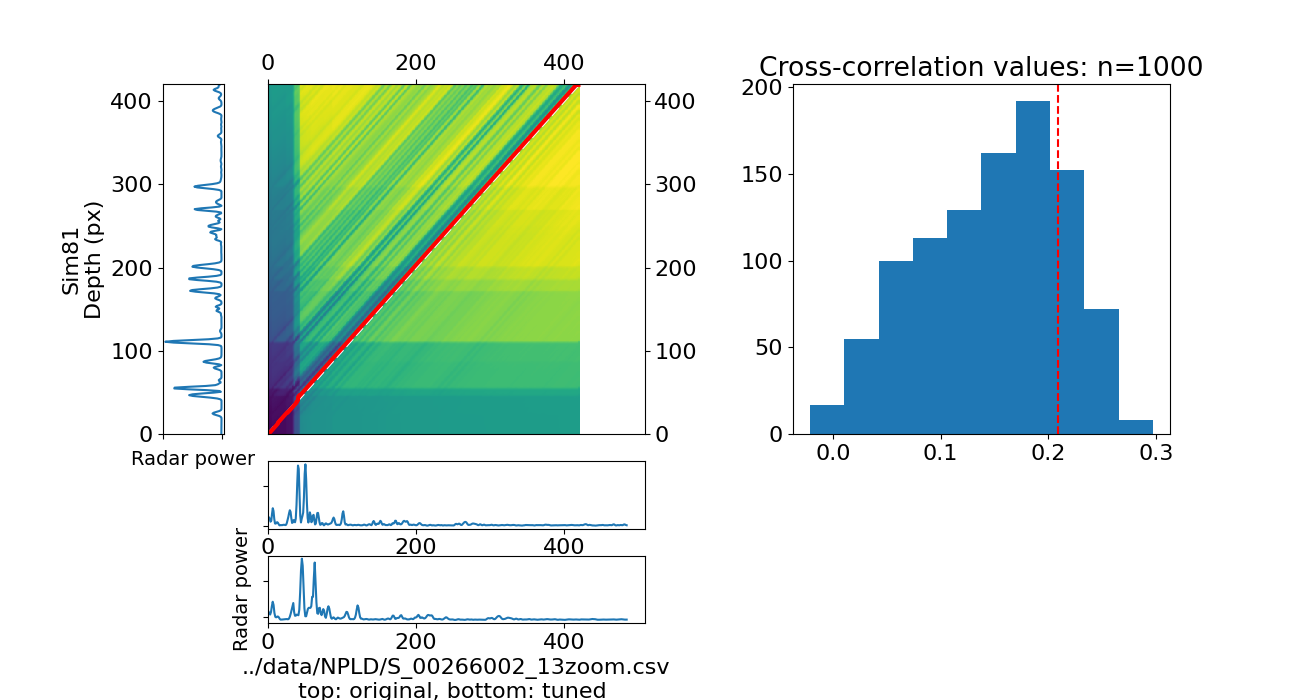 0 200 400
Cross-correlation values: n=1000
400
300
200
100
0
Sim81
Depth (px)
400
300
200
100
0
200
150
100
50
0
0.0 0.1 0.2 0.3
Radar power
0 200 400
Radar power
0 200 400
../data/NPLD/S_00266002_13zoom.csv
top: original, bottom: tuned